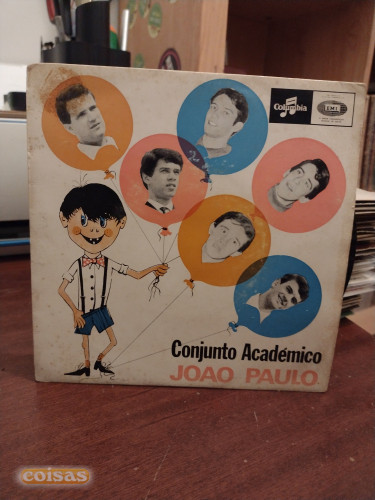 Columbia
EMI
Conjunto Académico
JOAO PAULO
coisas